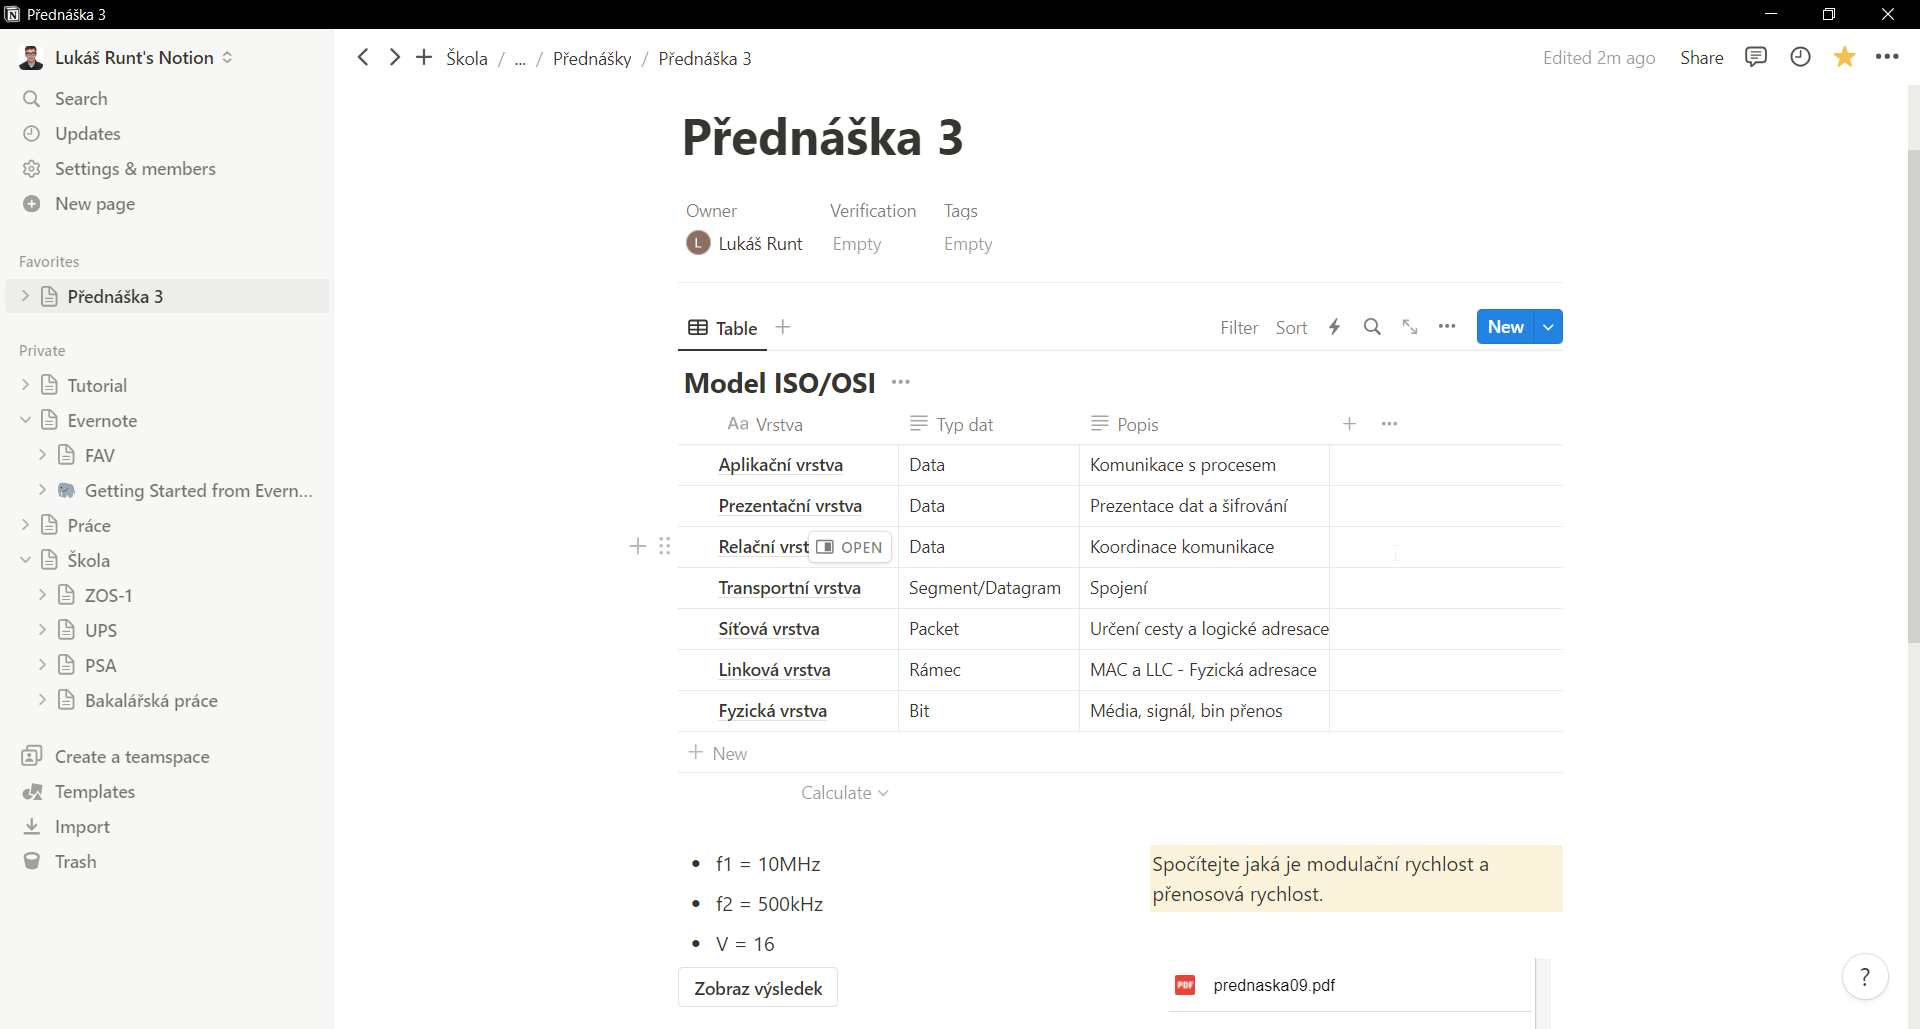 Přednáška 3
Lukáš Runt's Notion
Search
Updates
Settings & members
New page
Favorites
Přednáška 3
Private
Tutorial
Evernote
FAV
Getting Started from Evern...
Práce
Škola
ZOS-1
UPS
PSA
Bakalářská práce
Create a teamspace
Templates
Import
Trash
Škola / ... / Přednášky / Přednáška 3
Edited 2m ago Share
Přednáška 3
Owner Verification Tags
L Lukáš Runt Empty Empty
Table Filter Sort New
Model ISO/OSI
Aa Vrstva Typ dat Popis
Aplikační vrstva Data Komunikace s procesem
Prezentační vrstva Data Prezentace dat a šifrování
Relační vrst OPEN Data Koordinace komunikace
Transportní vrstva Segment/Datagram Spojení
Síťová vrstva Packet Určení cesty a logické adresace
Linková vrstva Rámec MAC a LLC - Fyzická adresace
Fyzická vrstva Bit Média, signál, bin přenos
New
Calculate
• f1 = 10MHz
• f2 = 500kHz
• V = 16
Zobraz výsledek
Spočítejte jaká je modulační rychlost a
přenosová rychlost.
PDF prednaska09.pdf
?